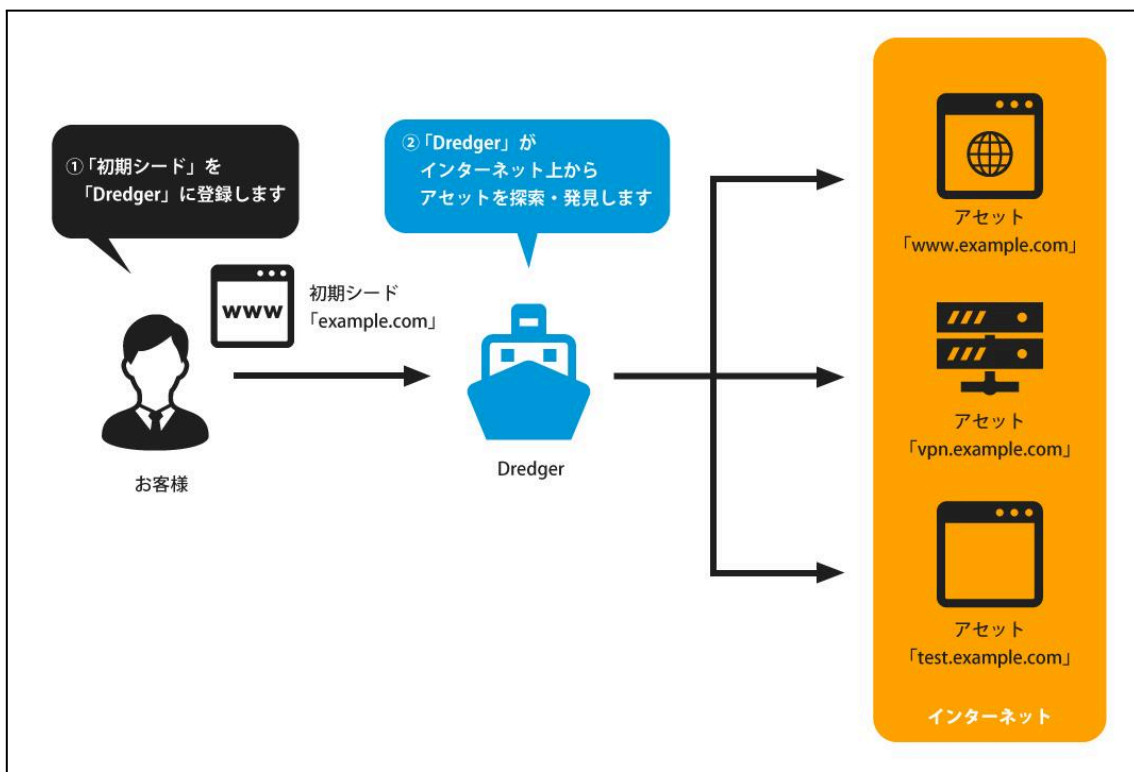 ①「初期シード」を
「Dredger」に登録します
②「Dredger」が
インターネット上から
アセットを探索・発見します
WWW
初期シード
「example.com」
お客様
Dredger
アセット
「www.example.com」
アセット
「vpn.example.com」
アセット
「test.example.com」
インターネット